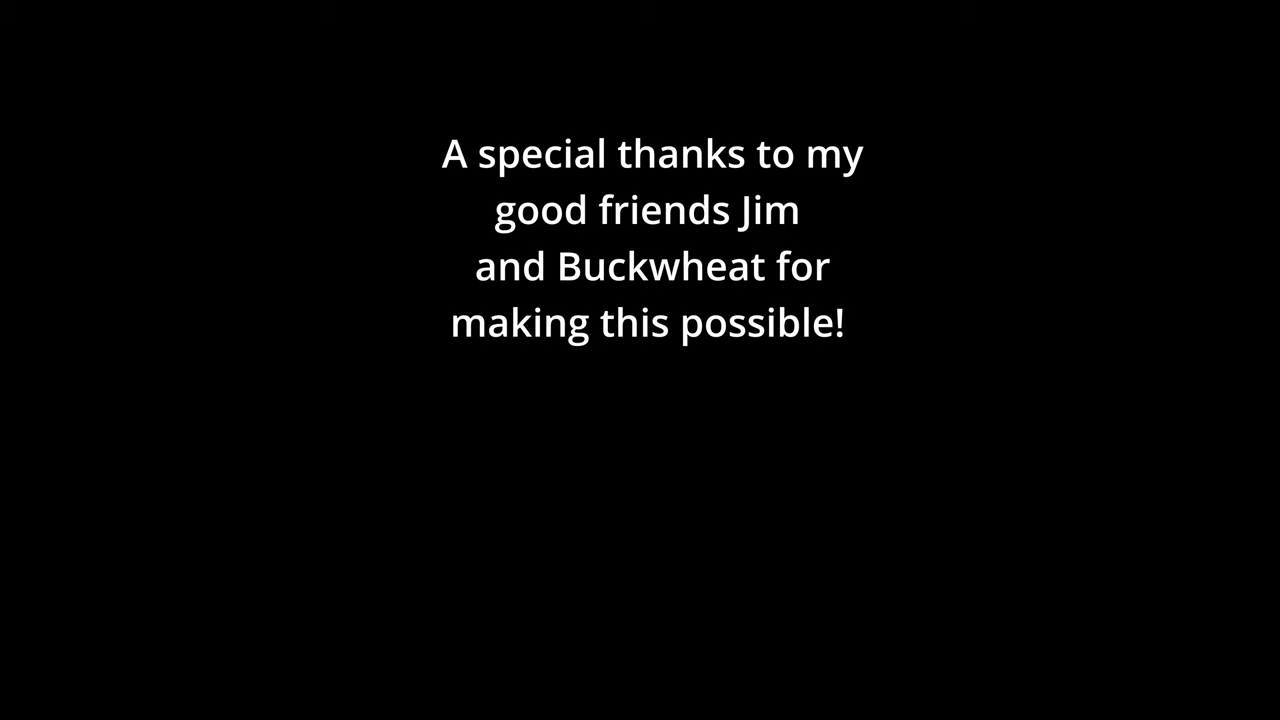 A special thanks to my
good friends Jim
and Buckwheat for
making this possible!